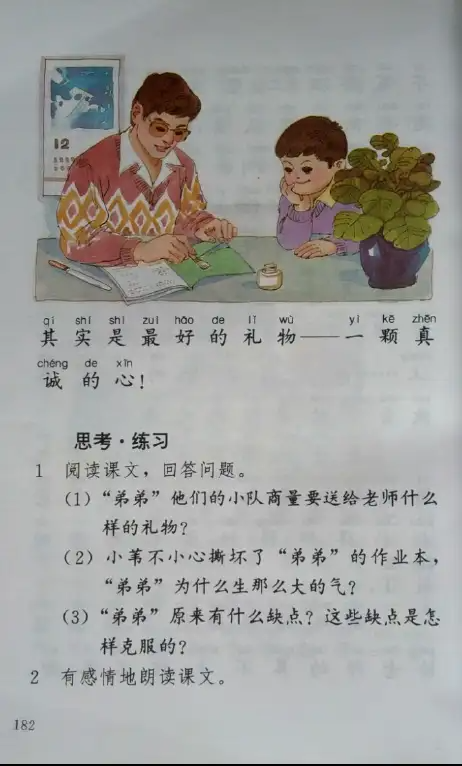 12
qí shí shì zuì hǎo de lǐ wù yì kē zhēn
其实是最好的礼物——一颗真
chéng de xīn
诚的心！
思考·练习
1 阅读课文，回答问题。
（1）“弟弟”他们的小队商量要送给老师什么
样的礼物？
（2）小苇不小心撕坏了“弟弟”的作业本，
“弟弟”为什么生那么大的气？
（3）“弟弟”原来有什么缺点？这些缺点是怎
样克服的？
2 有感情地朗读课文。
182